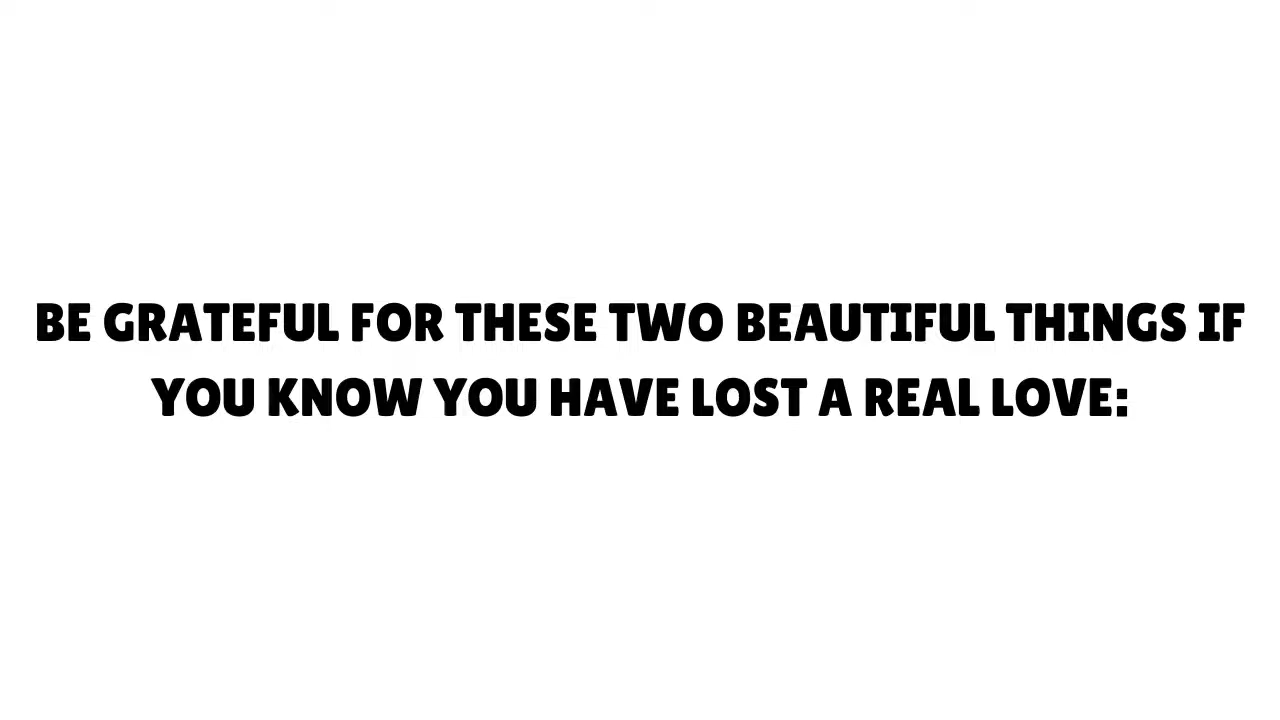 BE GRATEFUL FOR THESE TWO BEAUTIFUL THINGS IF
YOU KNOW YOU HAVE LOST A REAL LOVE: